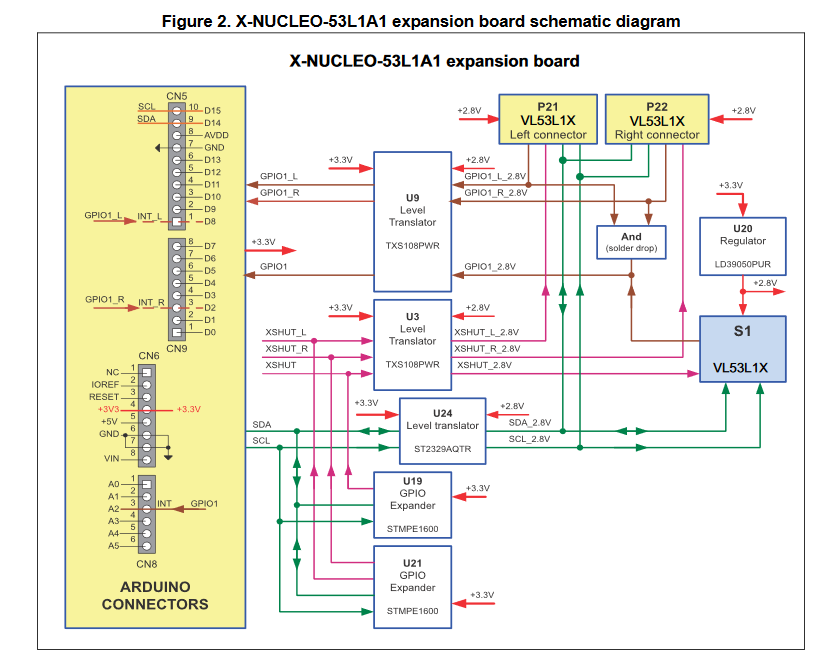 Figure 2. X-NUCLEO-53L1A1 expansion board schematic diagram
X-NUCLEO-53L1A1 expansion board
CN5
SCL 10 D15
SDA 9 D14
8 AVDD
7 GND
6 D13
5 D12
4 D11
3 D10
2 D9
GPIO1_L INT_L 1 D8
8 D7
7 D6
6 D5
5 D4
4 D3
GPIO1_R INT_R 3 D2
2 D1
1 D0
CN9
CN6
NC 1
IOREF 2
RESET 3
+3V3 4 +3.3V
+5V 5
GND 6
7
VIN 8
A0 1
A1 2
A2 3 INT GPIO1
A3 4
A4 5
A5 6
CN8
ARDUINO
CONNECTORS
GPIO1_L
GPIO1_R
+3.3V
GPIO1
XSHUT_L
XSHUT_R
XSHUT
SDA
SCL
+3.3V
U9
Level
Translator
TXS108PWR
+2.8V
GPIO1_L_2.8V
GPIO1_R_2.8V
GPIO1_2.8V
+3.3V
U3
Level
Translator
TXS108PWR
+2.8V
XSHUT_L_2.8V
XSHUT_R_2.8V
XSHUT_2.8V
+3.3V
U24
Level translator
ST2329AQTR
+2.8V
SDA_2.8V
SCL_2.8V
U19
GPIO
Expander
STMPE1600
+3.3V
U21
GPIO
Expander
STMPE1600
+3.3V
+2.8V
P21
VL53L1X
Left connector
P22
VL53L1X
Right connector
+2.8V
And
(solder drop)
+3.3V
U20
Regulator
LD39050PUR
+2.8V
S1
VL53L1X